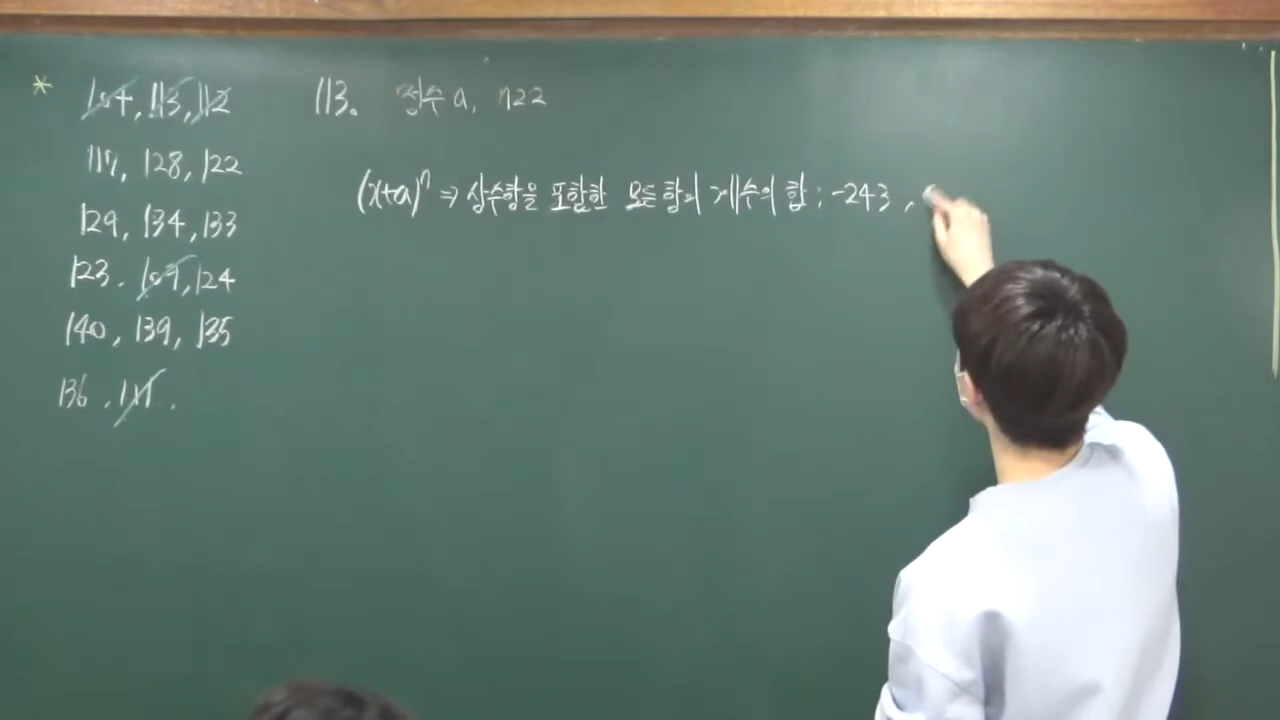 * 104, 113, 112
117, 128, 122
129, 134, 133
123. 109, 124
140, 139, 135
136, 111.
113. 정수 a, n≥2
(x+a)^n ⇒ 상수항을 포함한 모든 항의 계수의 합 : -243,